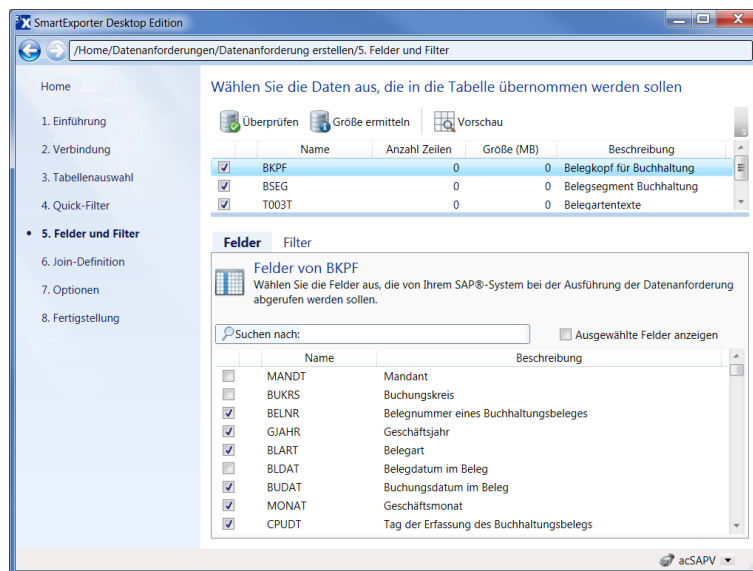 SmartExporter Desktop Edition
/Home/Datenanforderungen/Datenanforderung erstellen/5. Felder und Filter
Home
1. Einführung
2. Verbindung
3. Tabellenauswahl
4. Quick-Filter
• 5. Felder und Filter
6. Join-Definition
7. Optionen
8. Fertigstellung
Wählen Sie die Daten aus, die in die Tabelle übernommen werden sollen
Überprüfen Größe ermitteln Vorschau
Name Anzahl Zeilen Größe (MB) Beschreibung
BKPF 0 0 Belegkopf für Buchhaltung
BSEG 0 0 Belegsegment Buchhaltung
T003T 0 0 Belegartentexte
Felder Filter
Felder von BKPF
Wählen Sie die Felder aus, die von Ihrem SAP®-System bei der Ausführung der Datenanforderung
abgerufen werden sollen.
Suchen nach: Ausgewählte Felder anzeigen
Name Beschreibung
MANDT Mandant
BUKRS Buchungskreis
BELNR Belegnummer eines Buchhaltungsbeleges
GJAHR Geschäftsjahr
BLART Belegart
BLDAT Belegdatum im Beleg
BUDAT Buchungsdatum im Beleg
MONAT Geschäftsmonat
CPUDT Tag der Erfassung des Buchhaltungsbelegs
acSAPV